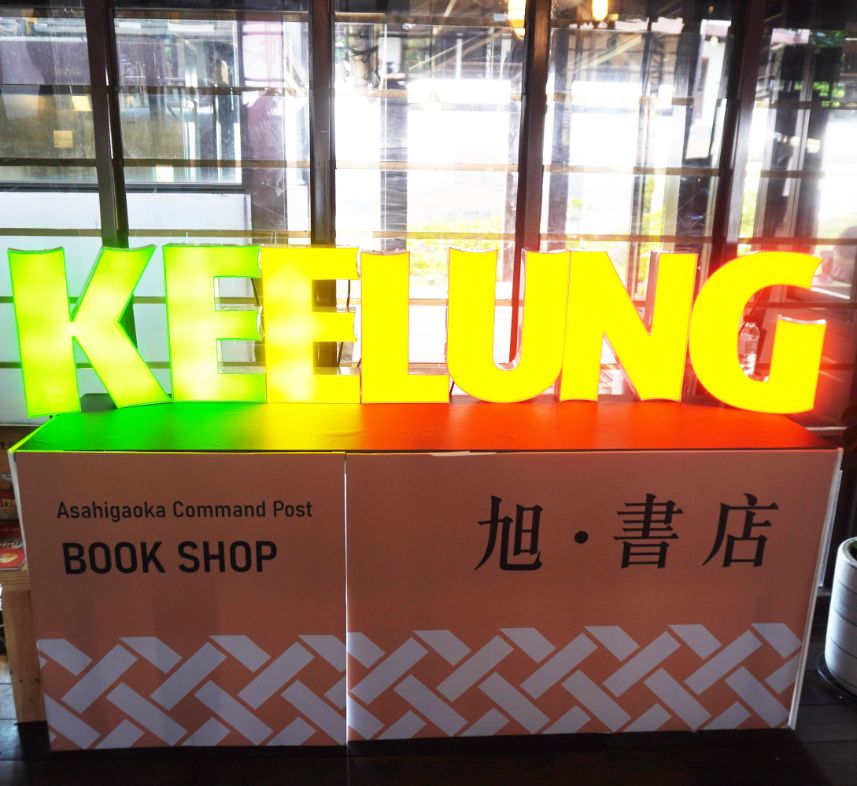 KEELUNG
Asahigaoka Command Post
BOOK SHOP
旭·書店